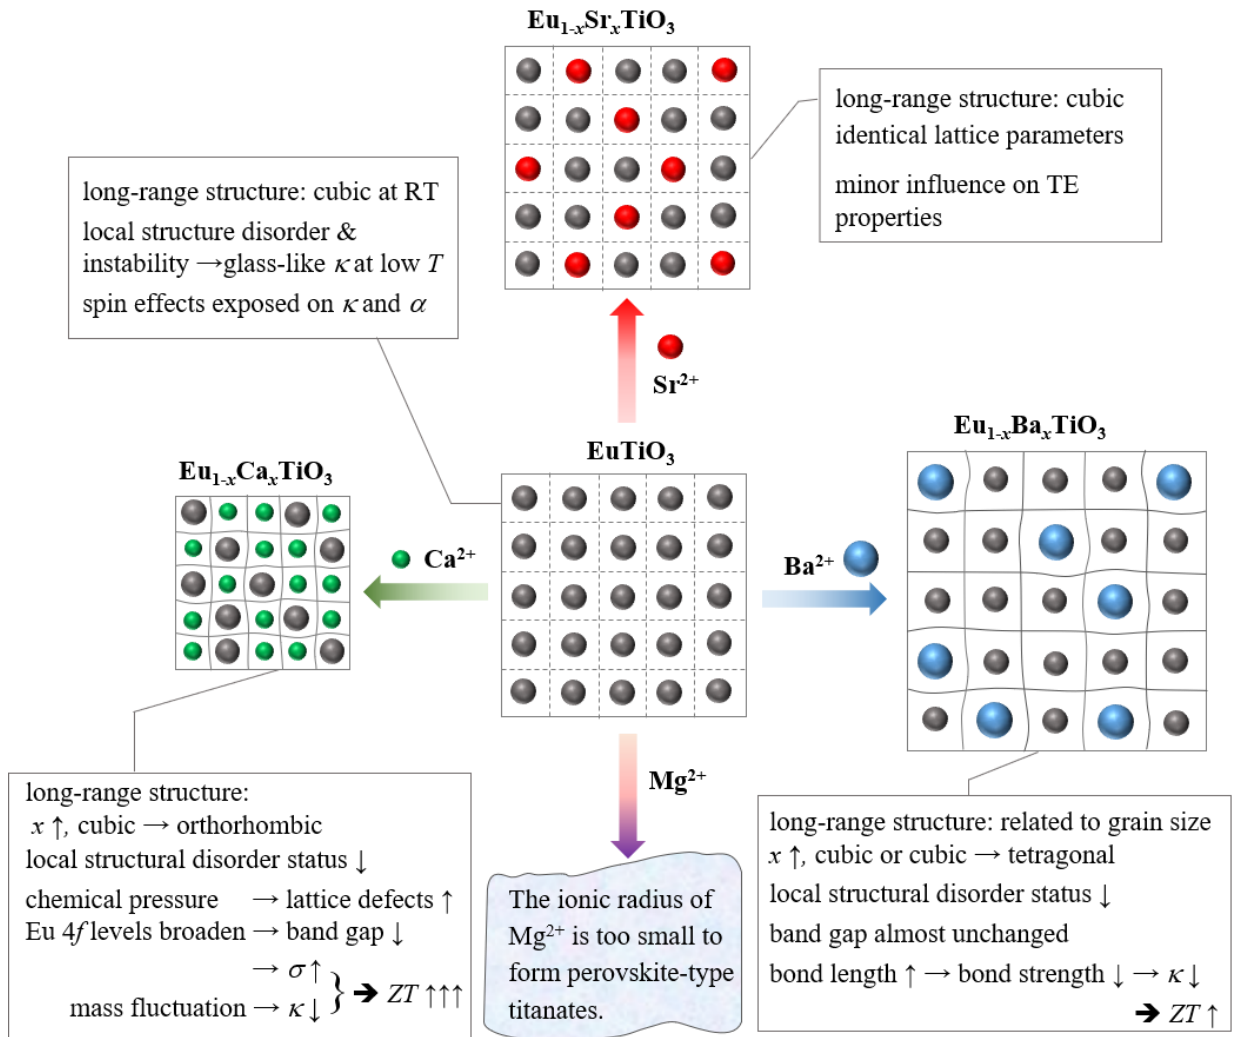 Eu₁₋ₓSrₓTiO₃
long-range structure: cubic
identical lattice parameters
minor influence on TE
properties
long-range structure: cubic at RT
local structure disorder &
instability →glass-like κ at low T
spin effects exposed on κ and α
Sr²⁺
Eu₁₋ₓCaₓTiO₃
EuTiO₃
Eu₁₋ₓBaₓTiO₃
Ca²⁺
Ba²⁺
Mg²⁺
long-range structure:
x ↑, cubic → orthorhombic
local structural disorder status ↓
chemical pressure → lattice defects ↑
Eu 4f levels broaden → band gap ↓
→ σ ↑
mass fluctuation → κ ↓ } ➔ ZT ↑↑↑
The ionic radius of
Mg²⁺ is too small to
form perovskite-type
titanates.
long-range structure: related to grain size
x ↑, cubic or cubic → tetragonal
local structural disorder status ↓
band gap almost unchanged
bond length ↑ → bond strength ↓ → κ ↓
➔ ZT ↑